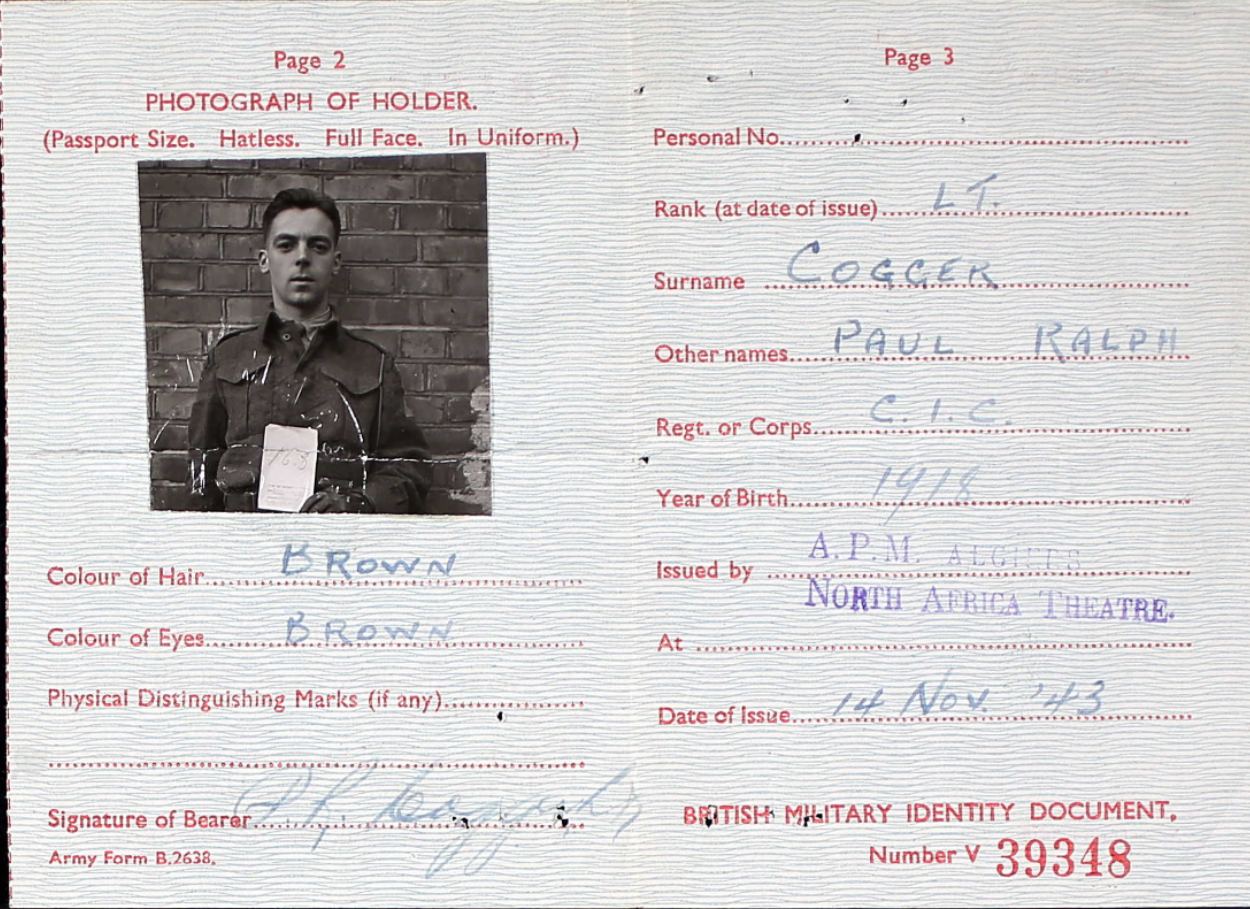 Page 2
PHOTOGRAPH OF HOLDER.
(Passport Size. Hatless. Full Face. In Uniform.)
Colour of Hair BROWN
Colour of Eyes BROWN
Physical Distinguishing Marks (if any)
Signature of Bearer P R Cogger Lt
Army Form B.2638.
Page 3
Personal No.
Rank (at date of issue) LT.
Surname COGGER
Other names PAUL RALPH
Regt. or Corps C.I.C.
Year of Birth 1918
Issued by A.P.M. ALGIERS
NORTH AFRICA THEATRE.
At
Date of Issue 14 Nov. '43
BRITISH MILITARY IDENTITY DOCUMENT.
Number V 39348